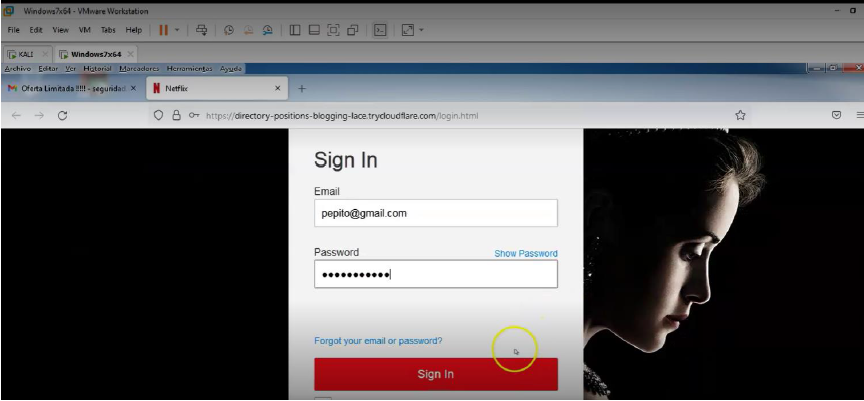 Windows7x64 - VMware Workstation
File Edit View VM Tabs Help
KALI Windows7x64
Archivo Editar Ver Historial Marcadores Herramientas Ayuda
Oferta Limitada !!!! - seguridad Netflix
https://directory-positions-blogging-lace.trycloudflare.com/login.html
Sign In
Email
pepito@gmail.com
Password Show Password
Forgot your email or password?
Sign In